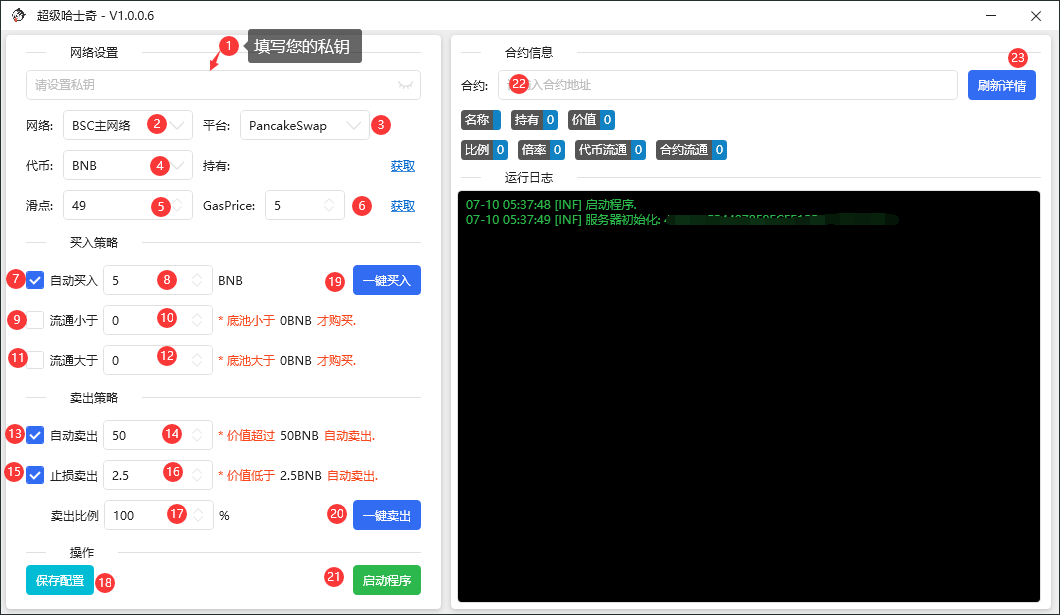 超级哈士奇 - V1.0.0.6
网络设置
1 填写您的私钥
请设置私钥
网络: BSC主网络 2 平台: PancakeSwap 3
代币: BNB 4 持有: 获取
滑点: 49 5 GasPrice: 5 6 获取
买入策略
7 自动买入 5 8 BNB 19 一键买入
9 流通小于 0 10 * 底池小于 0BNB 才购买.
11 流通大于 0 12 * 底池大于 0BNB 才购买.
卖出策略
13 自动卖出 50 14 * 价值超过 50BNB 自动卖出.
15 止损卖出 2.5 16 * 价值低于 2.5BNB 自动卖出.
卖出比例 100 17 % 20 一键卖出
操作
保存配置 18 21 启动程序
合约信息
23
合约: 22 入合约地址 刷新详情
名称 持有 0 价值 0
比例 0 倍率 0 代币流通 0 合约流通 0
运行日志
07-10 05:37:48 [INF] 启动程序.
07-10 05:37:49 [INF] 服务器初始化: